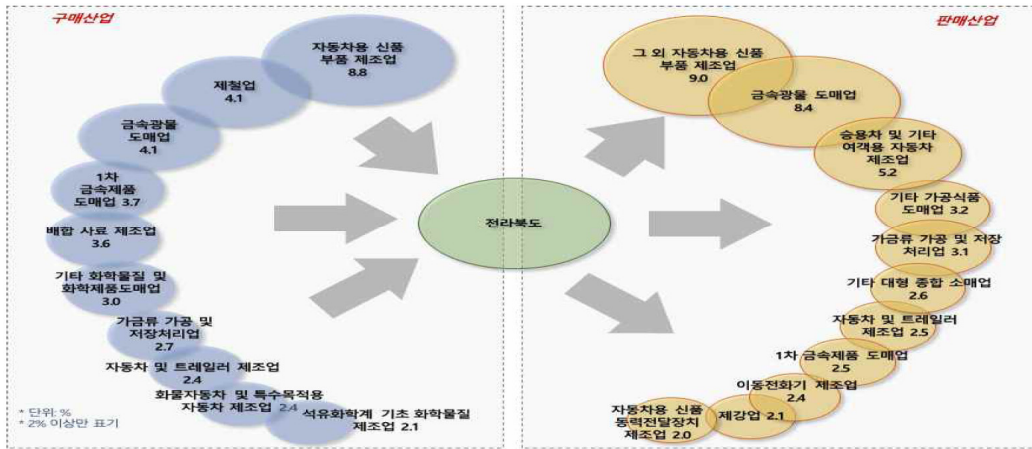 구매산업
자동차용 신품
부품 제조업
8.8
제철업
4.1
금속광물
도매업
4.1
1차
금속제품
도매업 3.7
배합 사료 제조업
3.6
기타 화학물질 및
화학제품도매업
3.0
가금류 가공 및
저장처리업
2.7
자동차 및 트레일러 제조업
2.4
화물자동차 및 특수목적용
자동차 제조업 2.4
석유화학계 기초 화학물질
제조업 2.1
* 단위: %
* 2% 이상만 표기
전라북도
판매산업
그 외 자동차용 신품
부품 제조업
9.0
금속광물 도매업
8.4
승용차 및 기타
여객용 자동차
제조업
5.2
기타 가공식품
도매업 3.2
가금류 가공 및 저장
처리업 3.1
기타 대형 종합 소매업
2.6
자동차 및 트레일러
제조업 2.5
1차 금속제품 도매업
2.5
이동전화기 제조업
2.4
제강업 2.1
자동차용 신품
동력전달장치
제조업 2.0